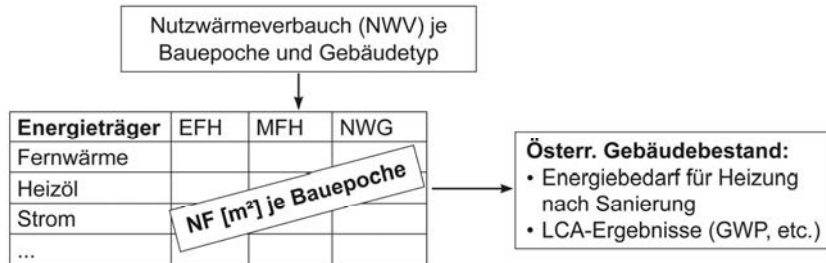 Nutzwärmeverbauch (NWV) je
Bauepoche und Gebäudetyp
Energieträger EFH MFH NWG
Fernwärme
Heizöl
Strom
...
NF [m²] je Bauepoche
Österr. Gebäudebestand:
• Energiebedarf für Heizung
nach Sanierung
• LCA-Ergebnisse (GWP, etc.)